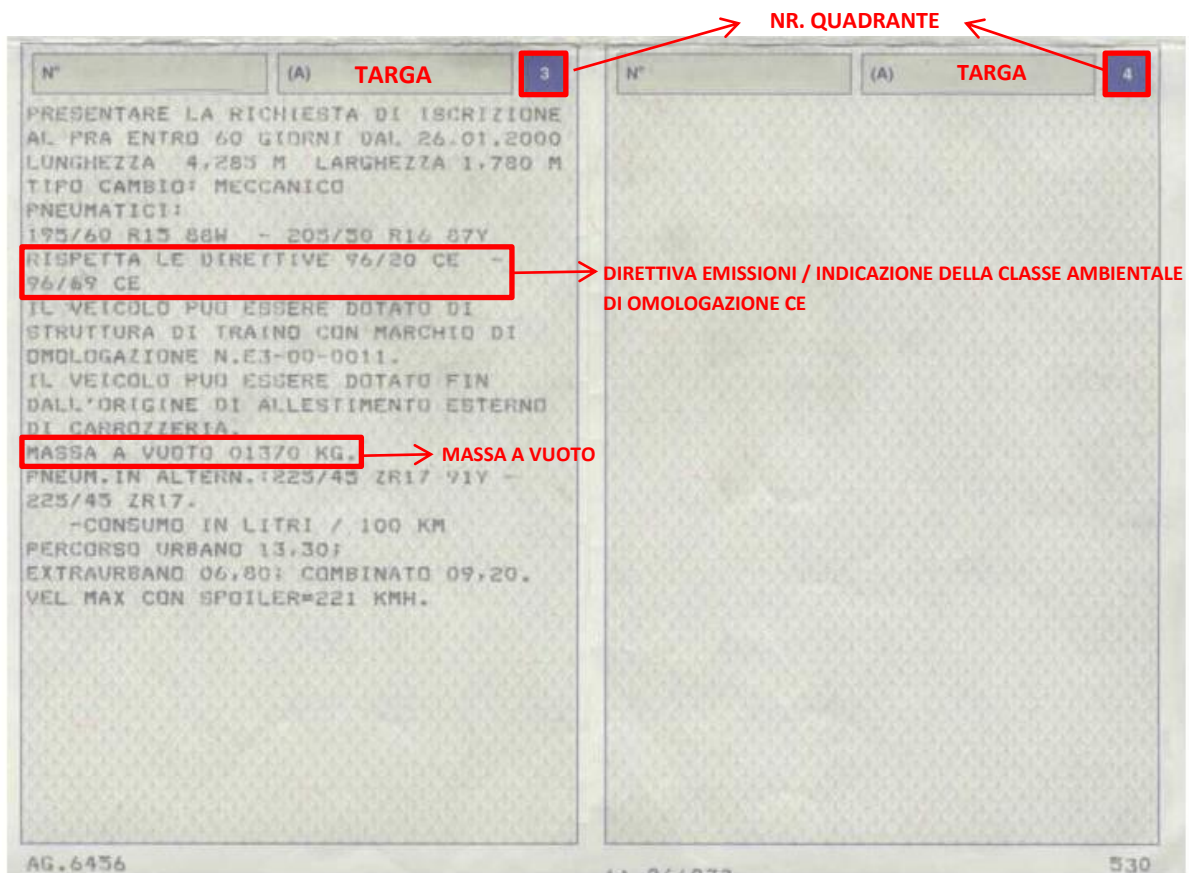 NR. QUADRANTE
N° (A) TARGA 3
N° (A) TARGA 4
PRESENTARE LA RICHIESTA DI ISCRIZIONE
AL PRA ENTRO 60 GIORNI DAL 26.01.2000
LUNGHEZZA 4,285 M LARGHEZZA 1,780 M
TIPO CAMBIO: MECCANICO
PNEUMATICI:
195/60 R15 88W - 205/50 R16 87Y
RISPETTA LE DIRETTIVE 96/20 CE -
96/69 CE
DIRETTIVA EMISSIONI / INDICAZIONE DELLA CLASSE AMBIENTALE
DI OMOLOGAZIONE CE
IL VEICOLO PUO ESSERE DOTATO DI
STRUTTURA DI TRAINO CON MARCHIO DI
OMOLOGAZIONE N.E3-00-0011.
IL VEICOLO PUO ESSERE DOTATO FIN
DALL'ORIGINE DI ALLESTIMENTO ESTERNO
DI CARROZZERIA.
MASSA A VUOTO 01370 KG.
MASSA A VUOTO
PNEUM.IN ALTERN.:225/45 ZR17 91Y -
225/45 ZR17.
-CONSUMO IN LITRI / 100 KM
PERCORSO URBANO 13,30;
EXTRAURBANO 06,80; COMBINATO 09,20.
VEL MAX CON SPOILER=221 KMH.
AG.6456
530